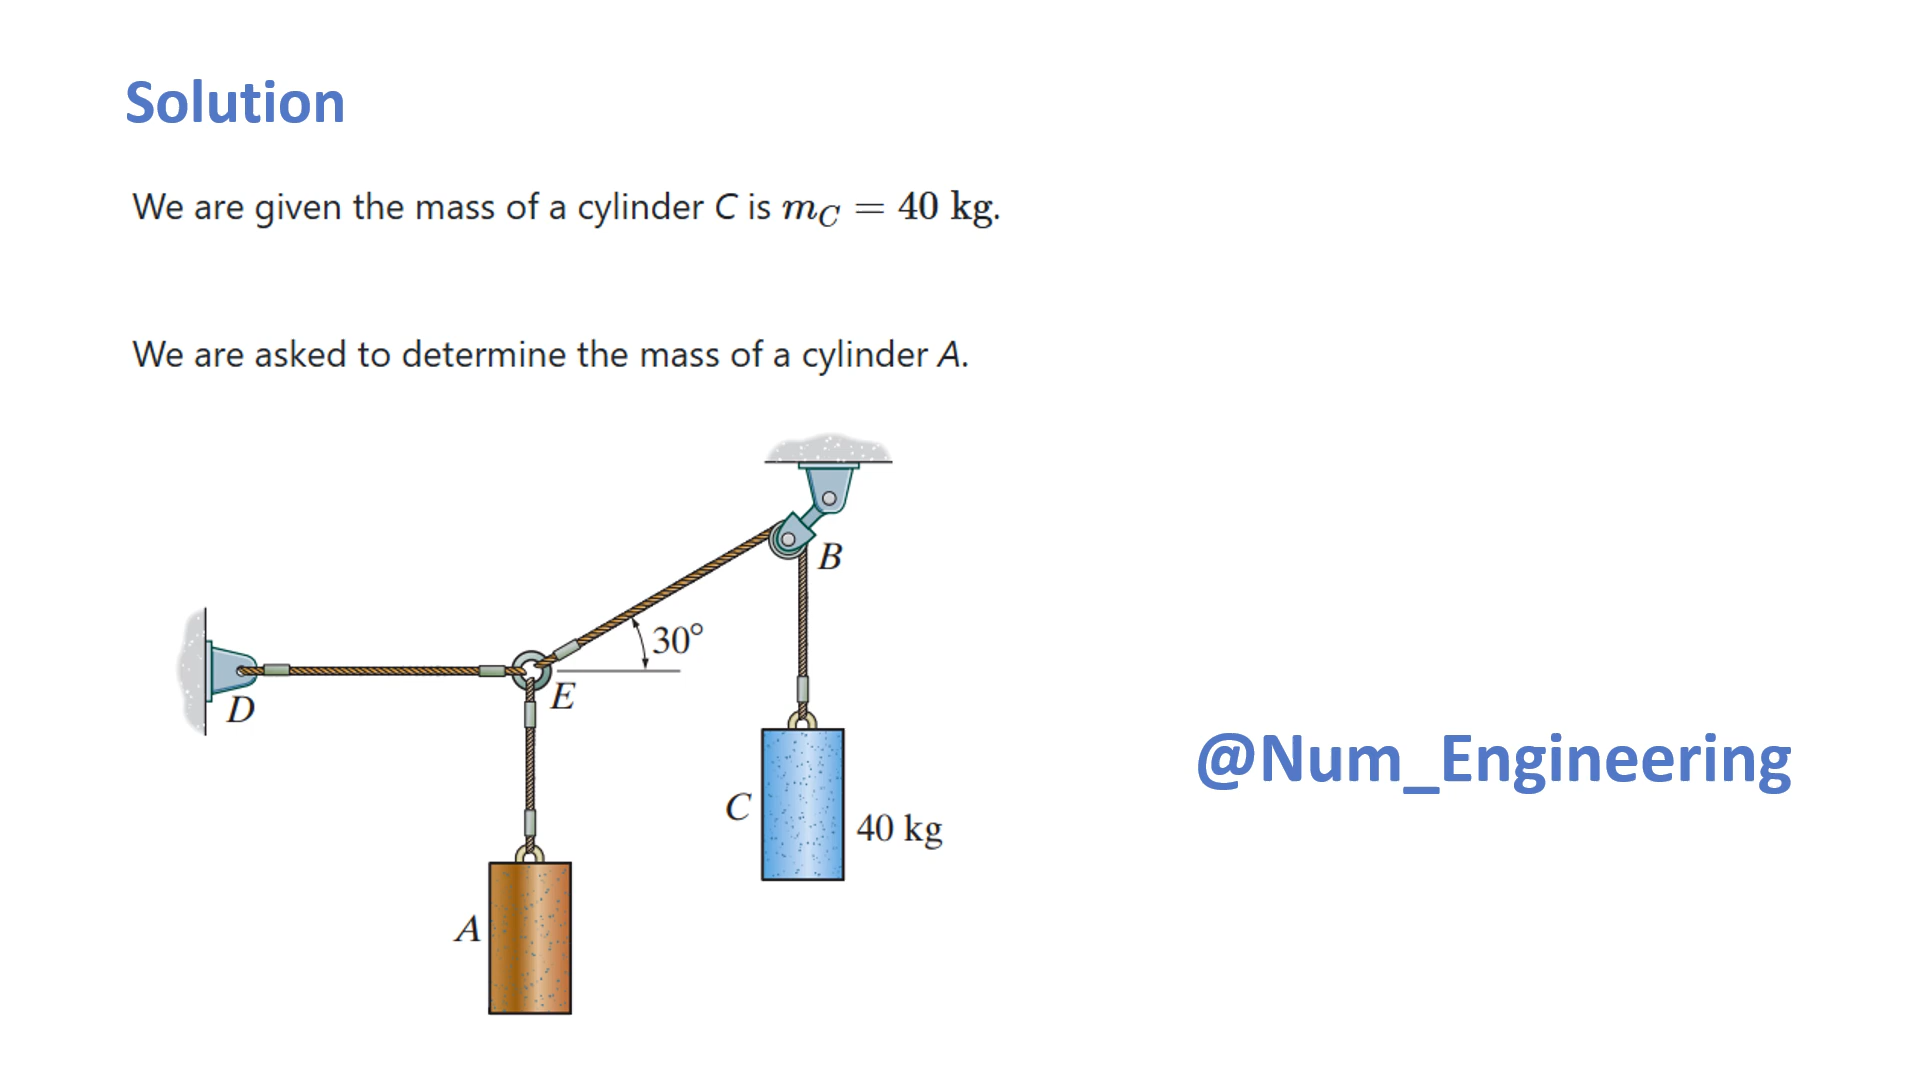 Solution
We are given the mass of a cylinder C is m_C = 40 kg.
We are asked to determine the mass of a cylinder A.
B
30°
E
D
@Num_Engineering
C
40 kg
A